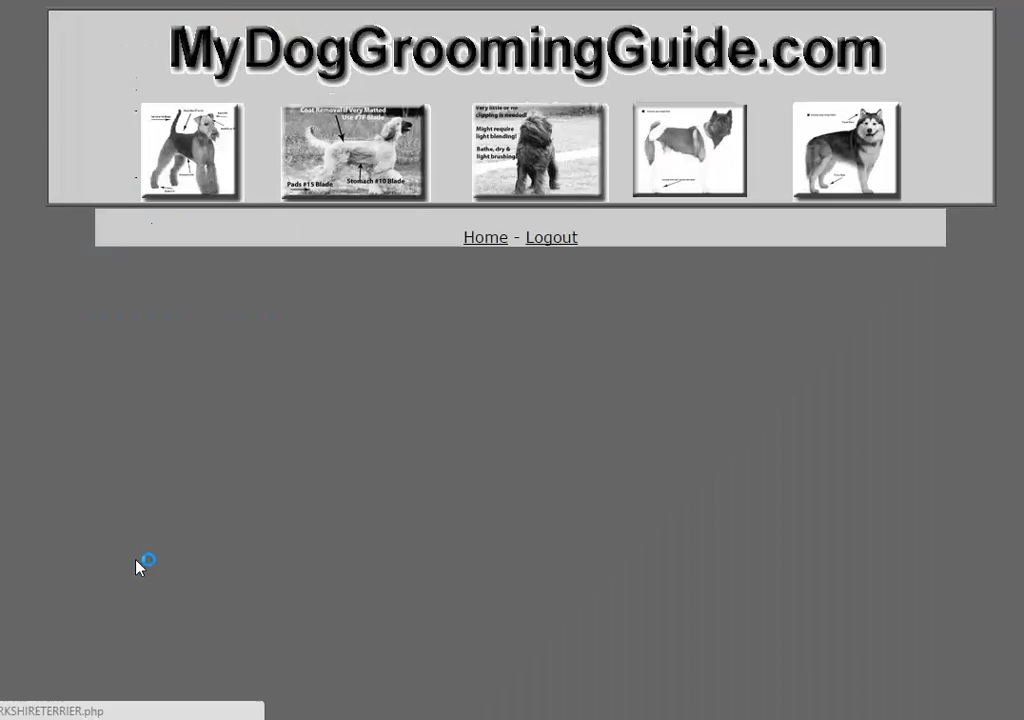 MyDogGroomingGuide.com
Coat Removal if Very Matted
Use #7F Blade
Pads #15 Blade
Stomach #10 Blade
Very little or no
clipping is needed!
Might require
light blending!
Bathe, dry &
light brushing!
Home - Logout
RKSHIRETERRIER.php